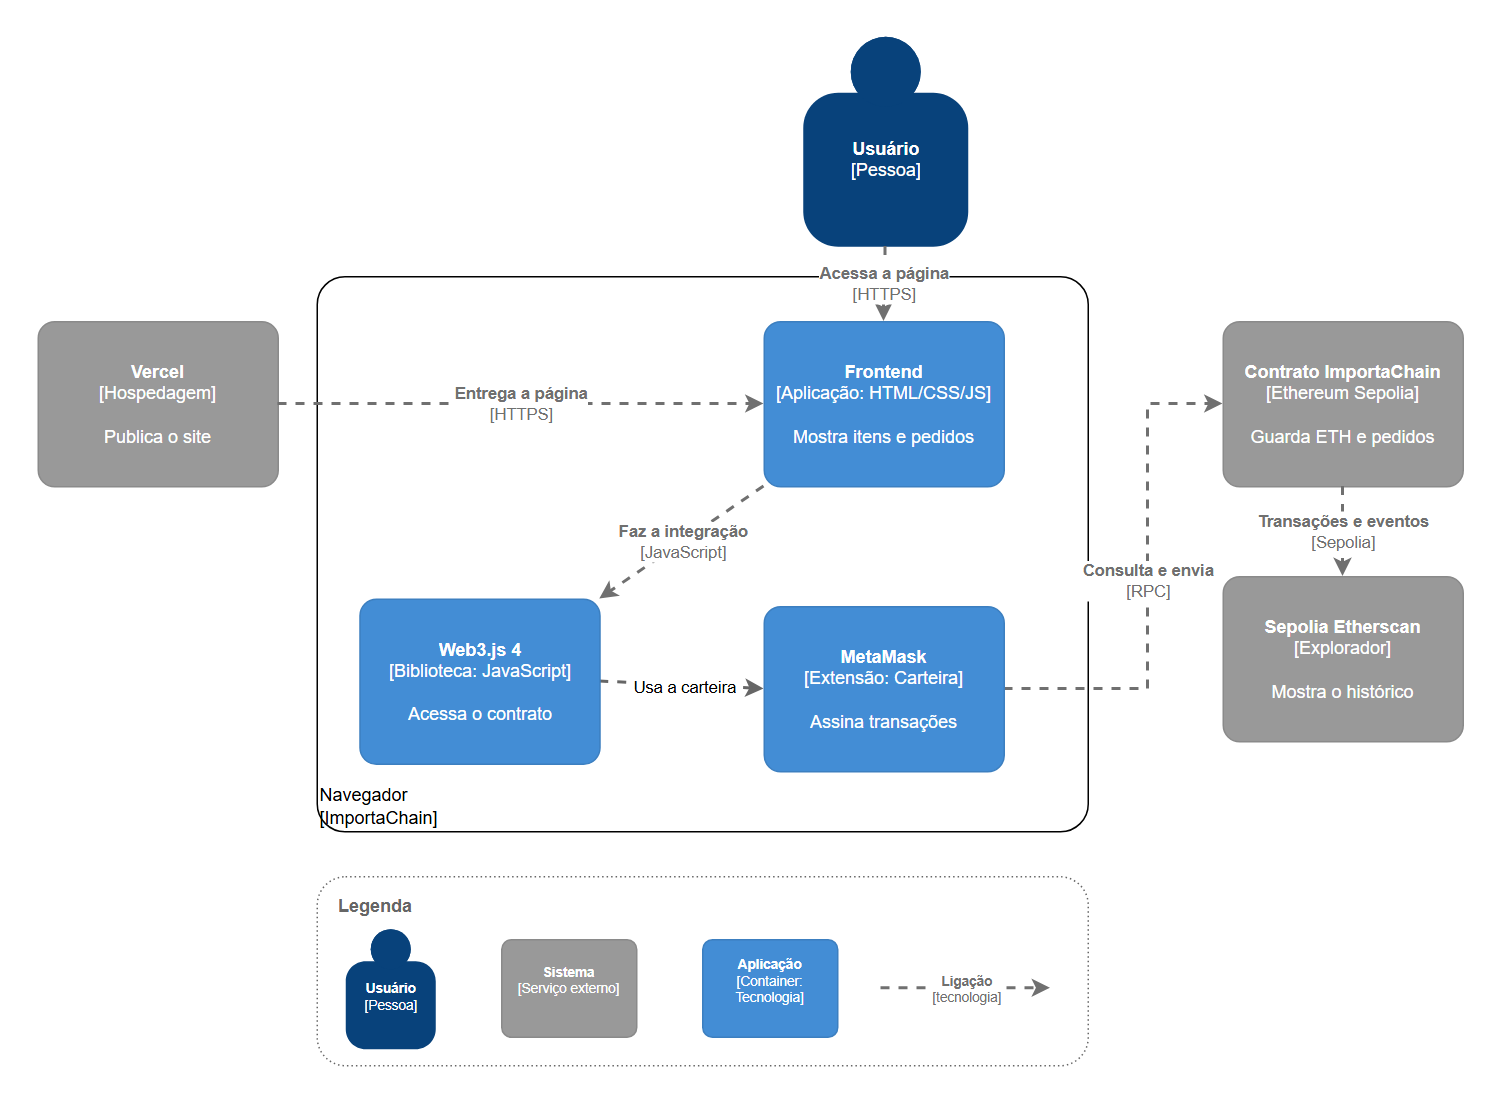 Usuário
[Pessoa]
Acessa a página
[HTTPS]
Vercel
[Hospedagem]
Publica o site
Entrega a página
[HTTPS]
Frontend
[Aplicação: HTML/CSS/JS]
Mostra itens e pedidos
Contrato ImportaChain
[Ethereum Sepolia]
Guarda ETH e pedidos
Faz a integração
[JavaScript]
Transações e eventos
[Sepolia]
Consulta e envia
[RPC]
Web3.js 4
[Biblioteca: JavaScript]
Acessa o contrato
Usa a carteira
MetaMask
[Extensão: Carteira]
Assina transações
Sepolia Etherscan
[Explorador]
Mostra o histórico
Navegador
[ImportaChain]
Legenda
Usuário
[Pessoa]
Sistema
[Serviço externo]
Aplicação
[Container:
Tecnologia]
Ligação
[tecnologia]